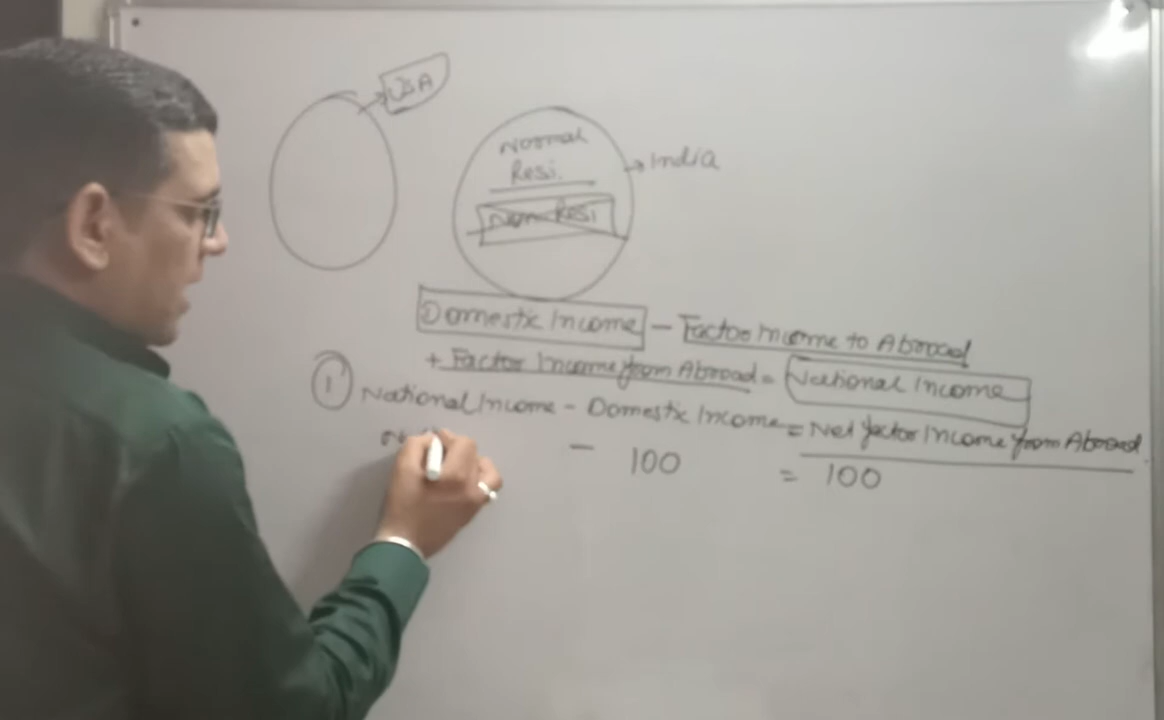 USA
Normal
Resi.
Non-Resi
India
Domestic Income - Factor Income to Abroad
+ Factor Income from Abroad = National Income
1 National Income - Domestic Income = Net factor Income from Abroad
- 100 = 100